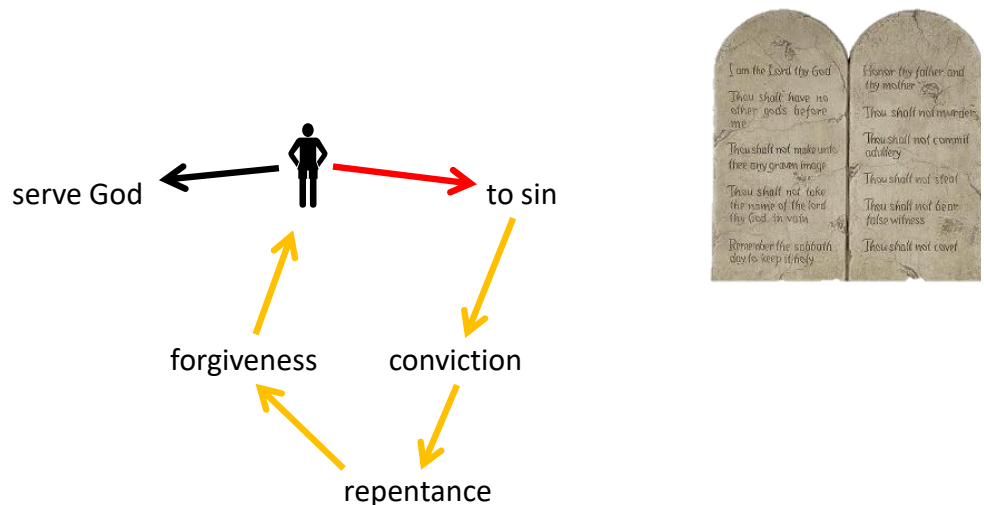 serve God
to sin
forgiveness
conviction
repentance
I am the Lord thy God
Thou shalt have no
other gods before
me
Thou shalt not make unto
thee any graven image
Thou shalt not take
the name of the lord
thy God in vain
Remember the sabbath
day to keep it holy
Honor thy father and
thy mother
Thou shalt not murder
Thou shalt not commit
adultery
Thou shalt not steal
Thou shalt not bear
false witness
Thou shalt not covet